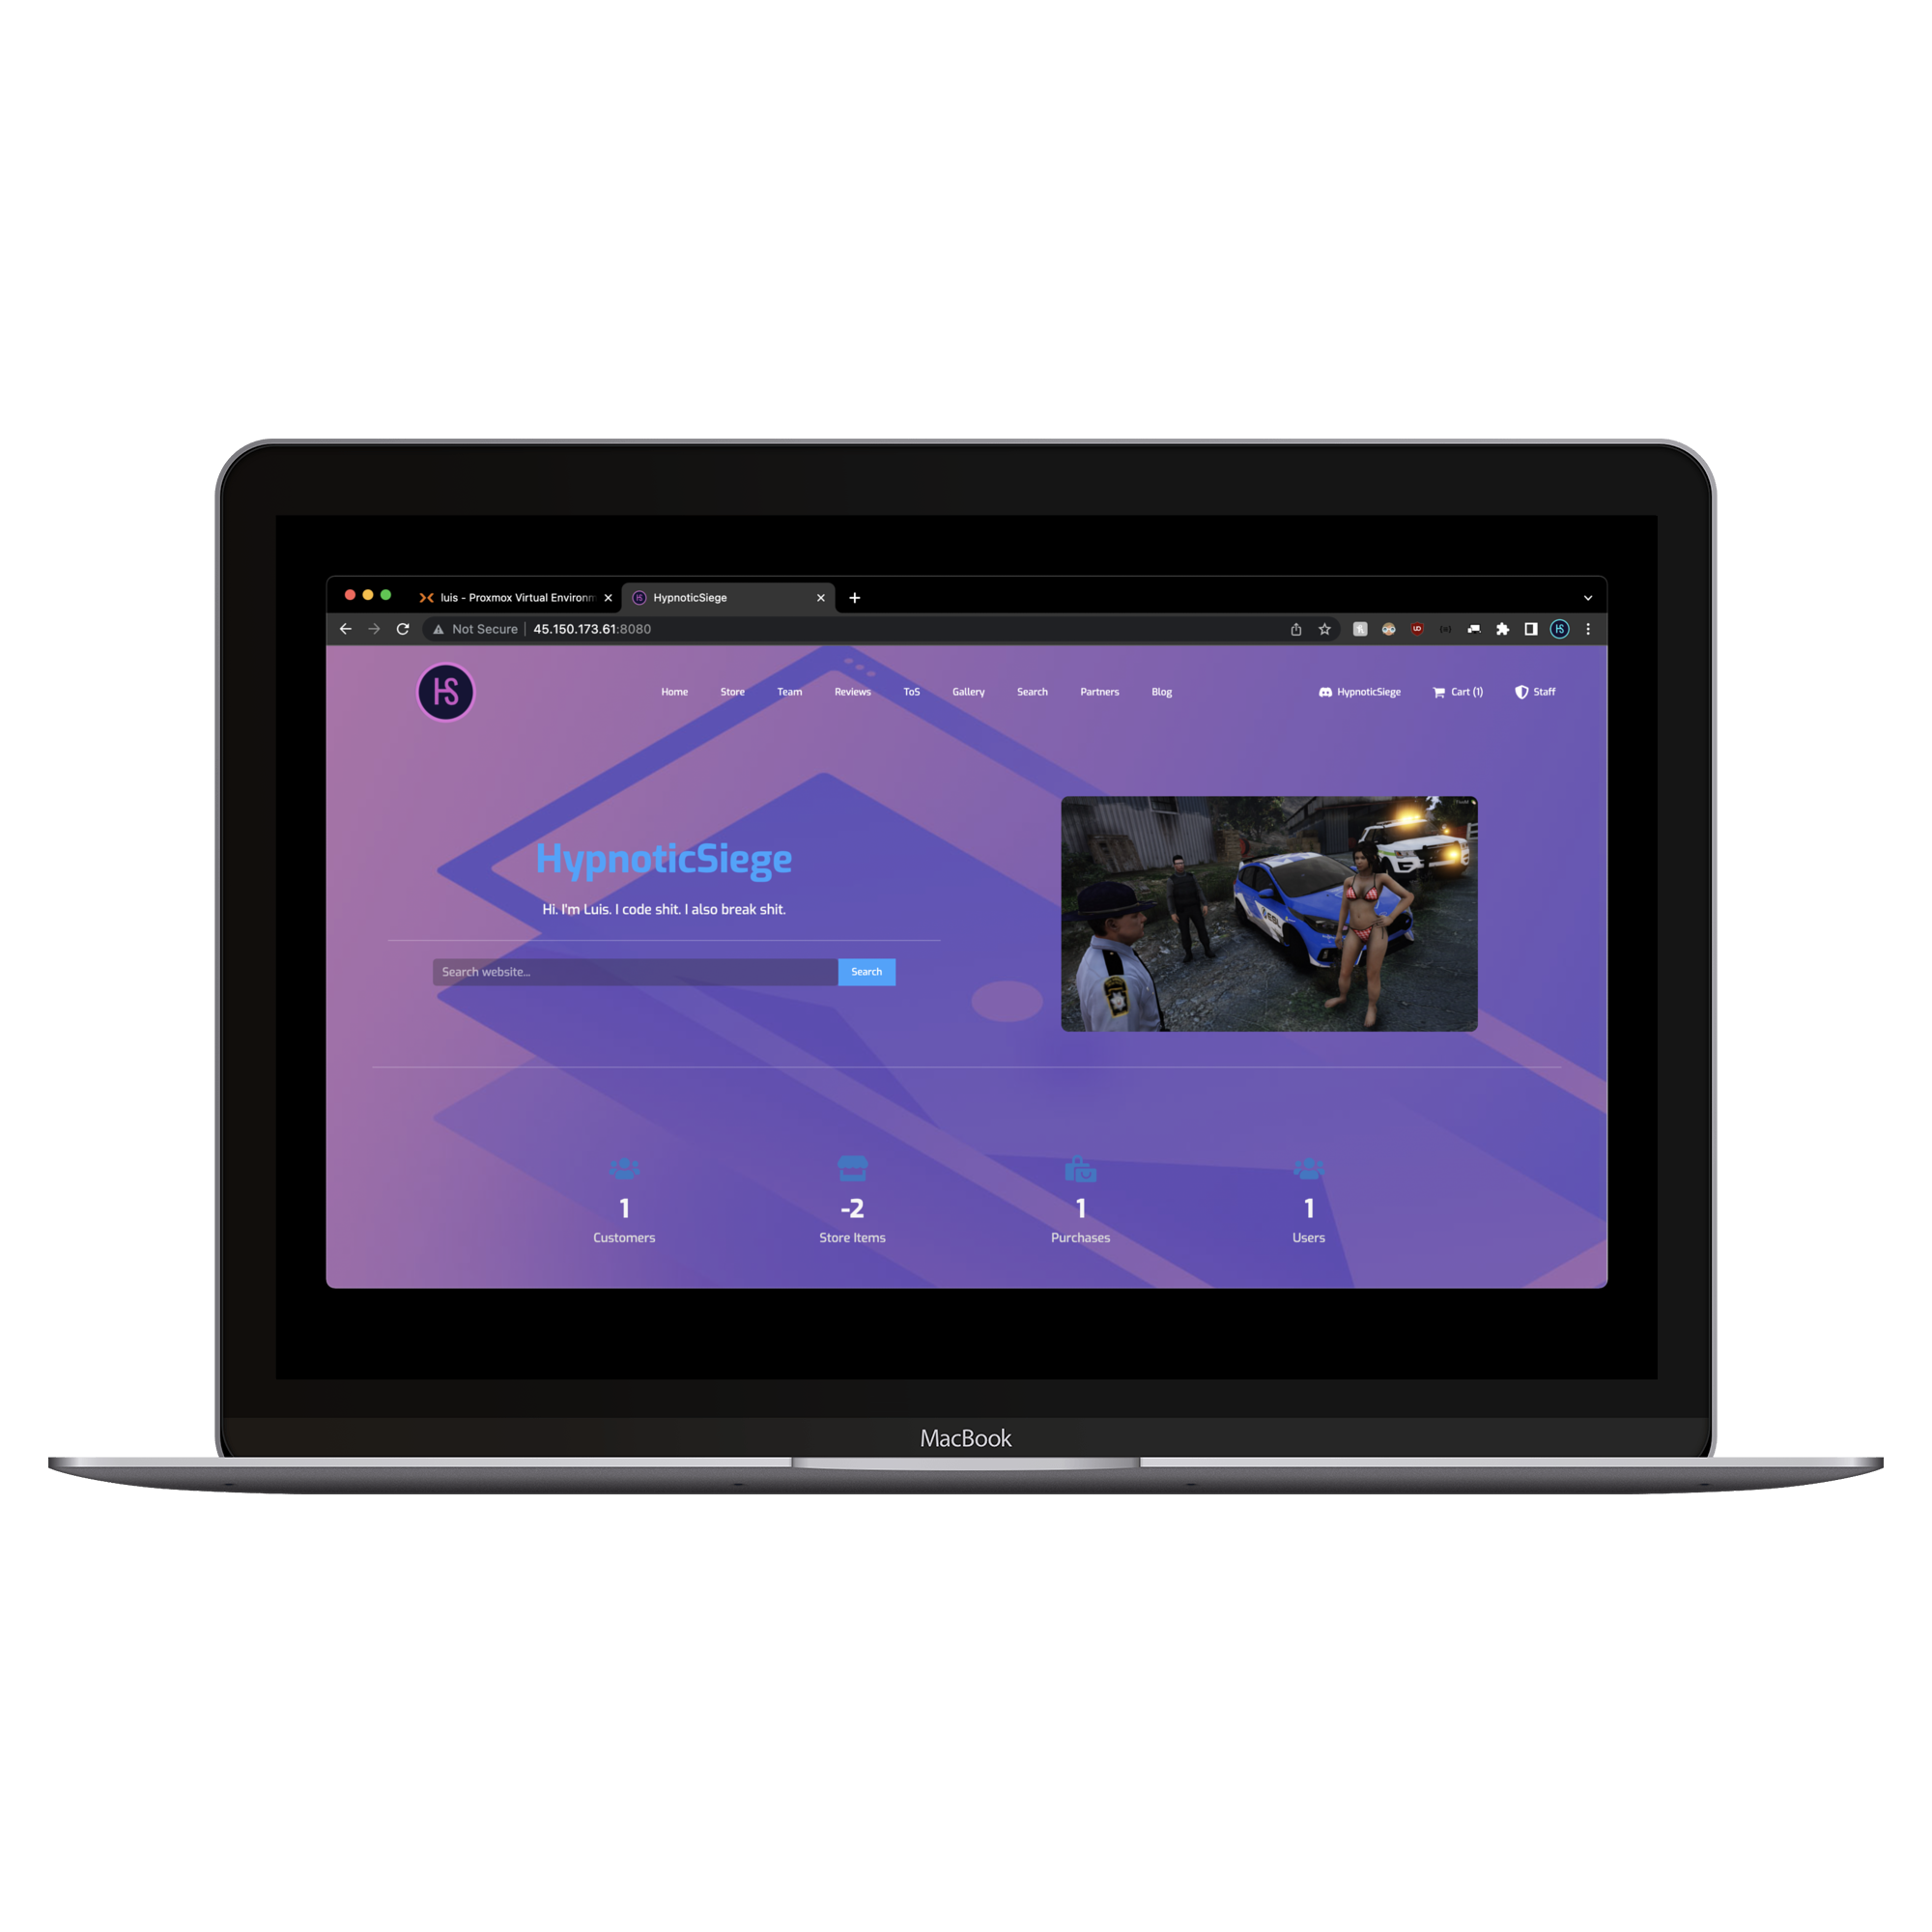 luis - Proxmox Virtual Environm
HypnoticSiege
Not Secure 45.150.173.61:8080
HS
Home Store Team Reviews ToS Gallery Search Partners Blog HypnoticSiege Cart (1) Staff
HypnoticSiege
Hi. I'm Luis. I code shit. I also break shit.
Search website... Search
1 -2 1 1
Customers Store Items Purchases Users
MacBook